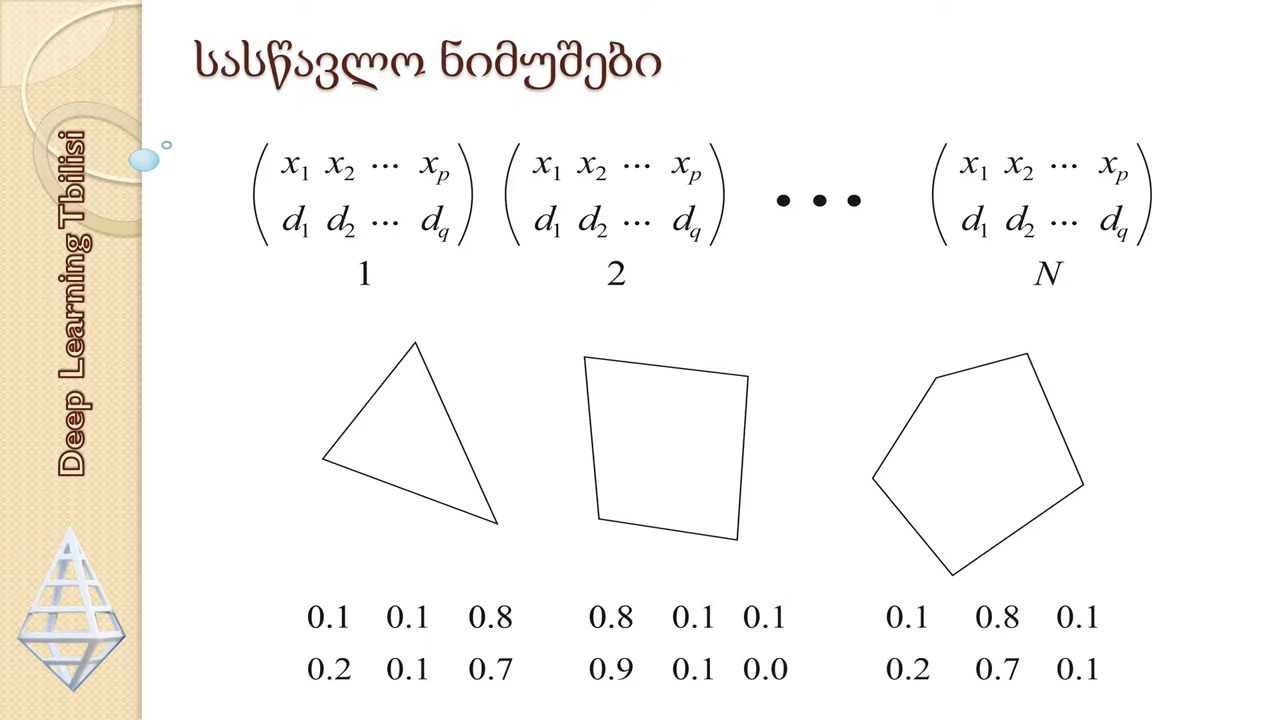 სასწავლო ნიმუშები
Deep Learning Tbilisi
x₁ x₂ ⋯ xₚ x₁ x₂ ⋯ xₚ • • • x₁ x₂ ⋯ xₚ
d₁ d₂ ⋯ d_q d₁ d₂ ⋯ d_q d₁ d₂ ⋯ d_q
1 2 N
0.1 0.1 0.8 0.8 0.1 0.1 0.1 0.8 0.1
0.2 0.1 0.7 0.9 0.1 0.0 0.2 0.7 0.1